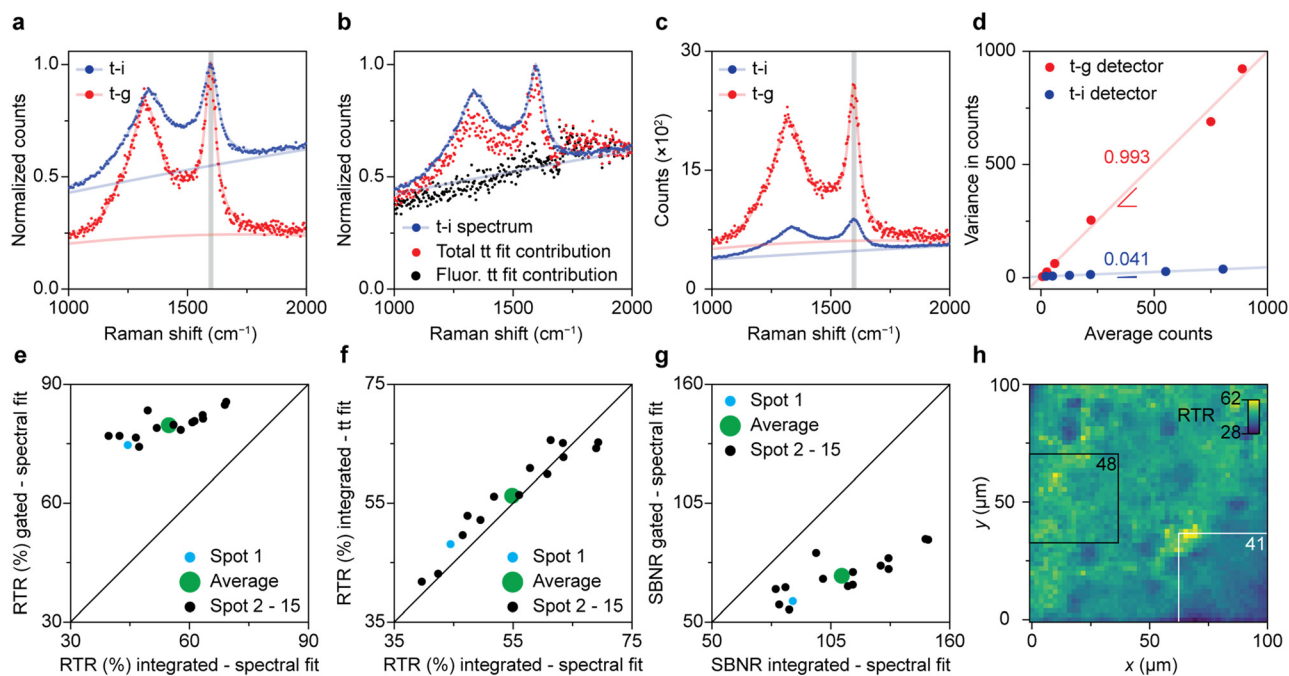 a
1.0
0.5
0.0
1000
1500
2000
Normalized counts
Raman shift (cm⁻¹)
t-i
t-g
b
1.0
0.5
0.0
1000
1500
2000
Normalized counts
Raman shift (cm⁻¹)
t-i spectrum
Total tt fit contribution
Fluor. tt fit contribution
c
30
15
0
1000
1500
2000
Counts (×10²)
Raman shift (cm⁻¹)
t-i
t-g
d
1000
500
0
0
500
1000
Variance in counts
Average counts
t-g detector
t-i detector
0.993
0.041
e
90
60
30
30
60
90
RTR (%) gated - spectral fit
RTR (%) integrated - spectral fit
Spot 1
Average
Spot 2 - 15
f
75
55
35
35
55
75
RTR (%) integrated - tt fit
RTR (%) integrated - spectral fit
Spot 1
Average
Spot 2 - 15
g
160
105
50
50
105
160
SBNR gated - spectral fit
SBNR integrated - spectral fit
Spot 1
Average
Spot 2 - 15
h
100
50
0
0
50
100
y (µm)
x (µm)
RTR
62
28
48
41